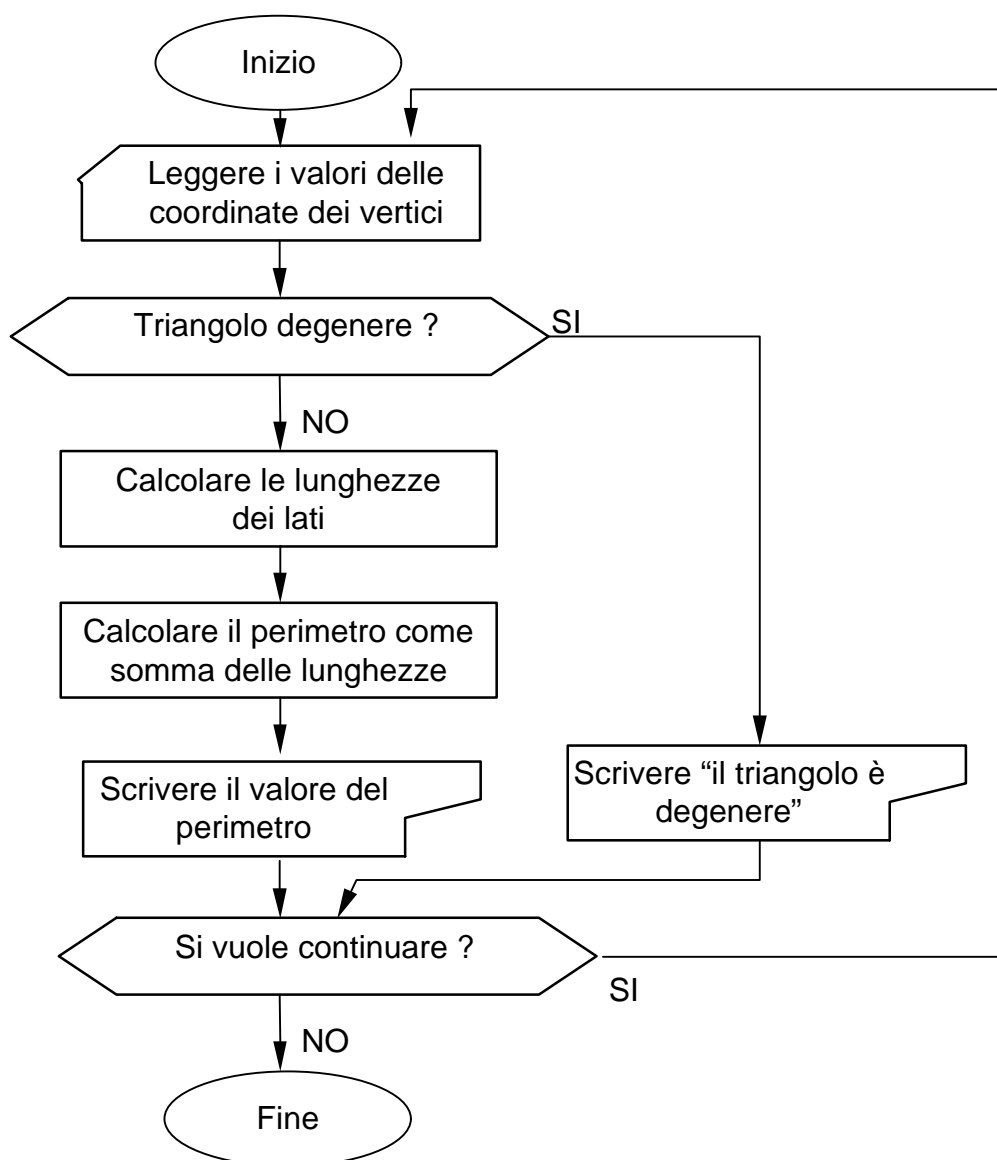 Inizio
Leggere i valori delle
coordinate dei vertici
Triangolo degenere ?
SI
NO
Calcolare le lunghezze
dei lati
Calcolare il perimetro come
somma delle lunghezze
Scrivere il valore del
perimetro
Scrivere “il triangolo è
degenere”
Si vuole continuare ?
SI
NO
Fine